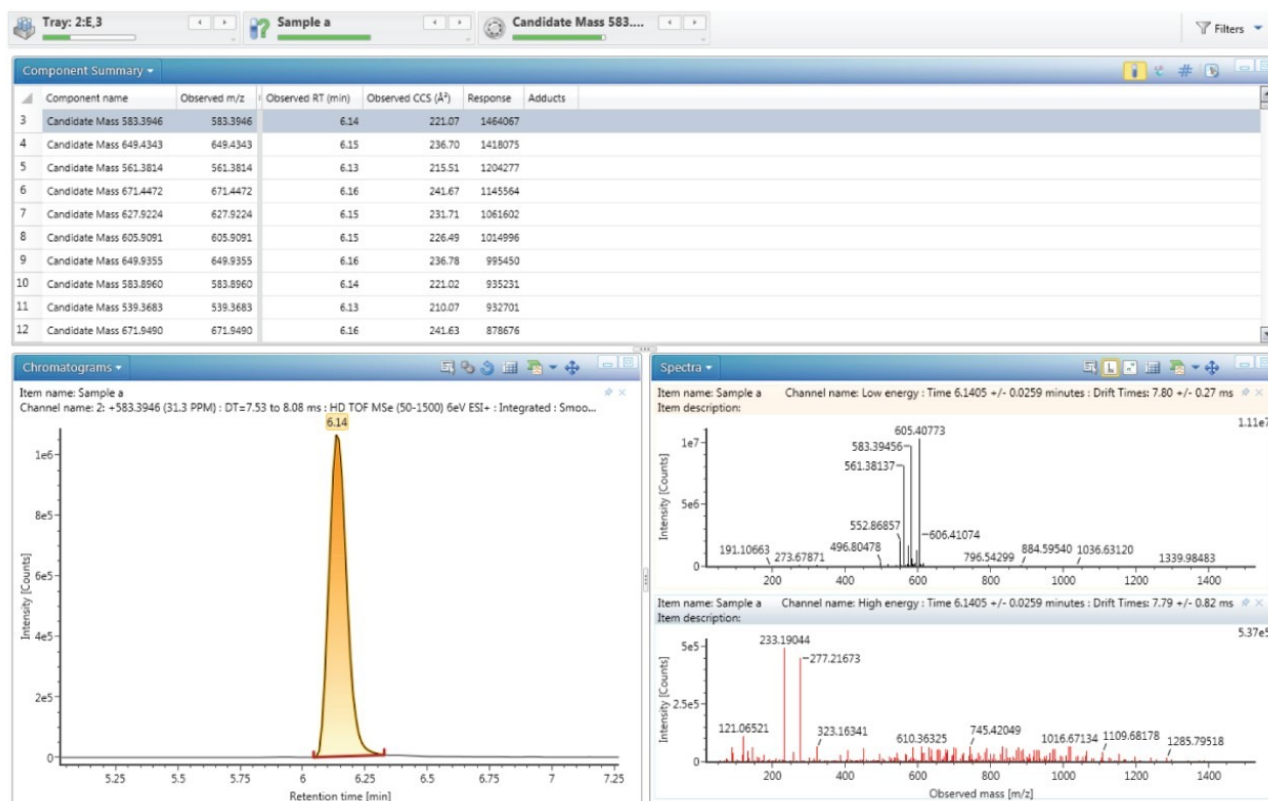 Tray: 2:E,3 Sample a Candidate Mass 583.... Filters
Component Summary
Component name Observed m/z Observed RT (min) Observed CCS (Å²) Response Adducts
3 Candidate Mass 583.3946 583.3946 6.14 221.07 1464067
4 Candidate Mass 649.4343 649.4343 6.15 236.70 1418075
5 Candidate Mass 561.3814 561.3814 6.13 215.51 1204277
6 Candidate Mass 671.4472 671.4472 6.16 241.67 1145564
7 Candidate Mass 627.9224 627.9224 6.15 231.71 1061602
8 Candidate Mass 605.9091 605.9091 6.15 226.49 1014996
9 Candidate Mass 649.9355 649.9355 6.16 236.78 995450
10 Candidate Mass 583.8960 583.8960 6.14 221.02 935231
11 Candidate Mass 539.3683 539.3683 6.13 210.07 932701
12 Candidate Mass 671.9490 671.9490 6.16 241.63 878676
Chromatograms
Item name: Sample a
Channel name: 2: +583.3946 (31.3 PPM) : DT=7.53 to 8.08 ms : HD TOF MSe (50-1500) 6eV ESI+ : Integrated : Smoo...
6.14
1e6
8e5
6e5
4e5
2e5
0
Intensity [Counts]
5.25 5.5 5.75 6 6.25 6.5 6.75 7 7.25
Retention time [min]
Spectra
Item name: Sample a Channel name: Low energy : Time 6.1405 +/- 0.0259 minutes : Drift Times: 7.80 +/- 0.27 ms
Item description:
1.11e7
605.40773
1e7
583.39456
561.38137
5e6
552.86857
606.41074
191.10663 273.67871 496.80478 796.54299 884.59540 1036.63120 1339.98483
0
Intensity [Counts]
200 400 600 800 1000 1200 1400
Item name: Sample a Channel name: High energy : Time 6.1405 +/- 0.0259 minutes : Drift Times: 7.79 +/- 0.82 ms
Item description:
5.37e5
233.19044
5e5
277.21673
2.5e5
121.06521 323.16341 610.36325 745.42049 1016.67134 1109.68178 1285.79518
0
Intensity [Counts]
200 400 600 800 1000 1200 1400
Observed mass [m/z]